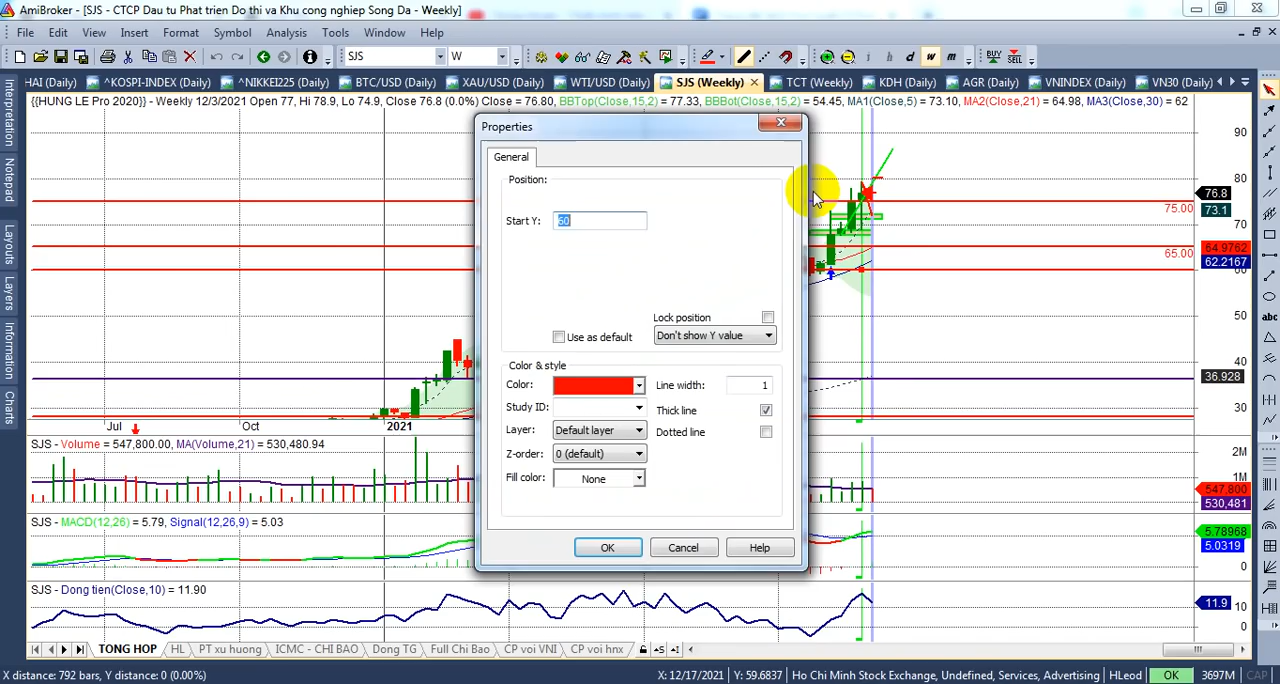 AmiBroker - [SJS - CTCP Dau tu Phat trien Do thi va Khu cong nghiep Song Da - Weekly]
File Edit View Insert Format Symbol Analysis Tools Window Help
SJS W i h d w m BUY SELL
HAI (Daily) ^KOSPI-INDEX (Daily) ^NIKKEI225 (Daily) BTC/USD (Daily) XAU/USD (Daily) WTI/USD (Daily) SJS (Weekly) TCT (Weekly) KDH (Daily) AGR (Daily) VNINDEX (Daily) VN30 (Daily)
{{HUNG LE Pro 2020}} - Weekly 12/3/2021 Open 77, Hi 78.9, Lo 74.9, Close 76.8 (0.0%) Close = 76.80, BBTop(Close,15,2) = 77.33, BBBot(Close,15,2) = 54.45, MA1(Close,5) = 73.10, MA2(Close,21) = 64.98, MA3(Close,30) = 62
Interpretation
Notepad
Layouts
Layers
Information
Charts
Properties
General
Position:
Start Y: 60
Lock position
Use as default
Don't show Y value
Color & style
Color:
Line width: 1
Study ID:
Thick line
Layer: Default layer
Dotted line
Z-order: 0 (default)
Fill color: None
OK Cancel Help
90
80
76.8
75.00
73.1
70
64.9762
65.00
62.2167
60
50
40
36.928
30
Jul Oct 2021
SJS - Volume = 547,800.00, MA(Volume,21) = 530,480.94
2M
1M
547,800
530,481
SJS - MACD(12,26) = 5.79, Signal(12,26,9) = 5.03
5.78968
5.0319
0
SJS - Dong tien(Close,10) = 11.90
11.9
10
0
TONG HOP HL PT xu huong ICMC - CHI BAO Dong TG Full Chi Bao CP voi VNI CP voi hnx
X distance: 792 bars, Y distance: 0 (0.00%) X: 12/17/2021 Y: 59.6837 Ho Chi Minh Stock Exchange, Undefined, Services, Advertising HLeod OK 3697M CAP
abc